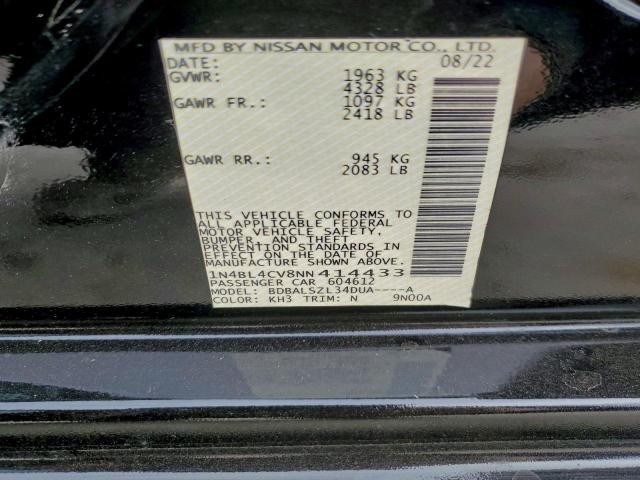 MFD BY NISSAN MOTOR CO., LTD.
DATE: 08/22
GVWR: 1963 KG
4328 LB
GAWR FR.: 1097 KG
2418 LB
GAWR RR.: 945 KG
2083 LB
THIS VEHICLE CONFORMS TO
ALL APPLICABLE FEDERAL
MOTOR VEHICLE SAFETY,
BUMPER, AND THEFT
PREVENTION STANDARDS IN
EFFECT ON THE DATE OF
MANUFACTURE SHOWN ABOVE.
1N4BL4CV8NN414433
PASSENGER CAR 604612
MODEL: BDBALSZL34DUA----A
COLOR: KH3 TRIM: N 9N00A